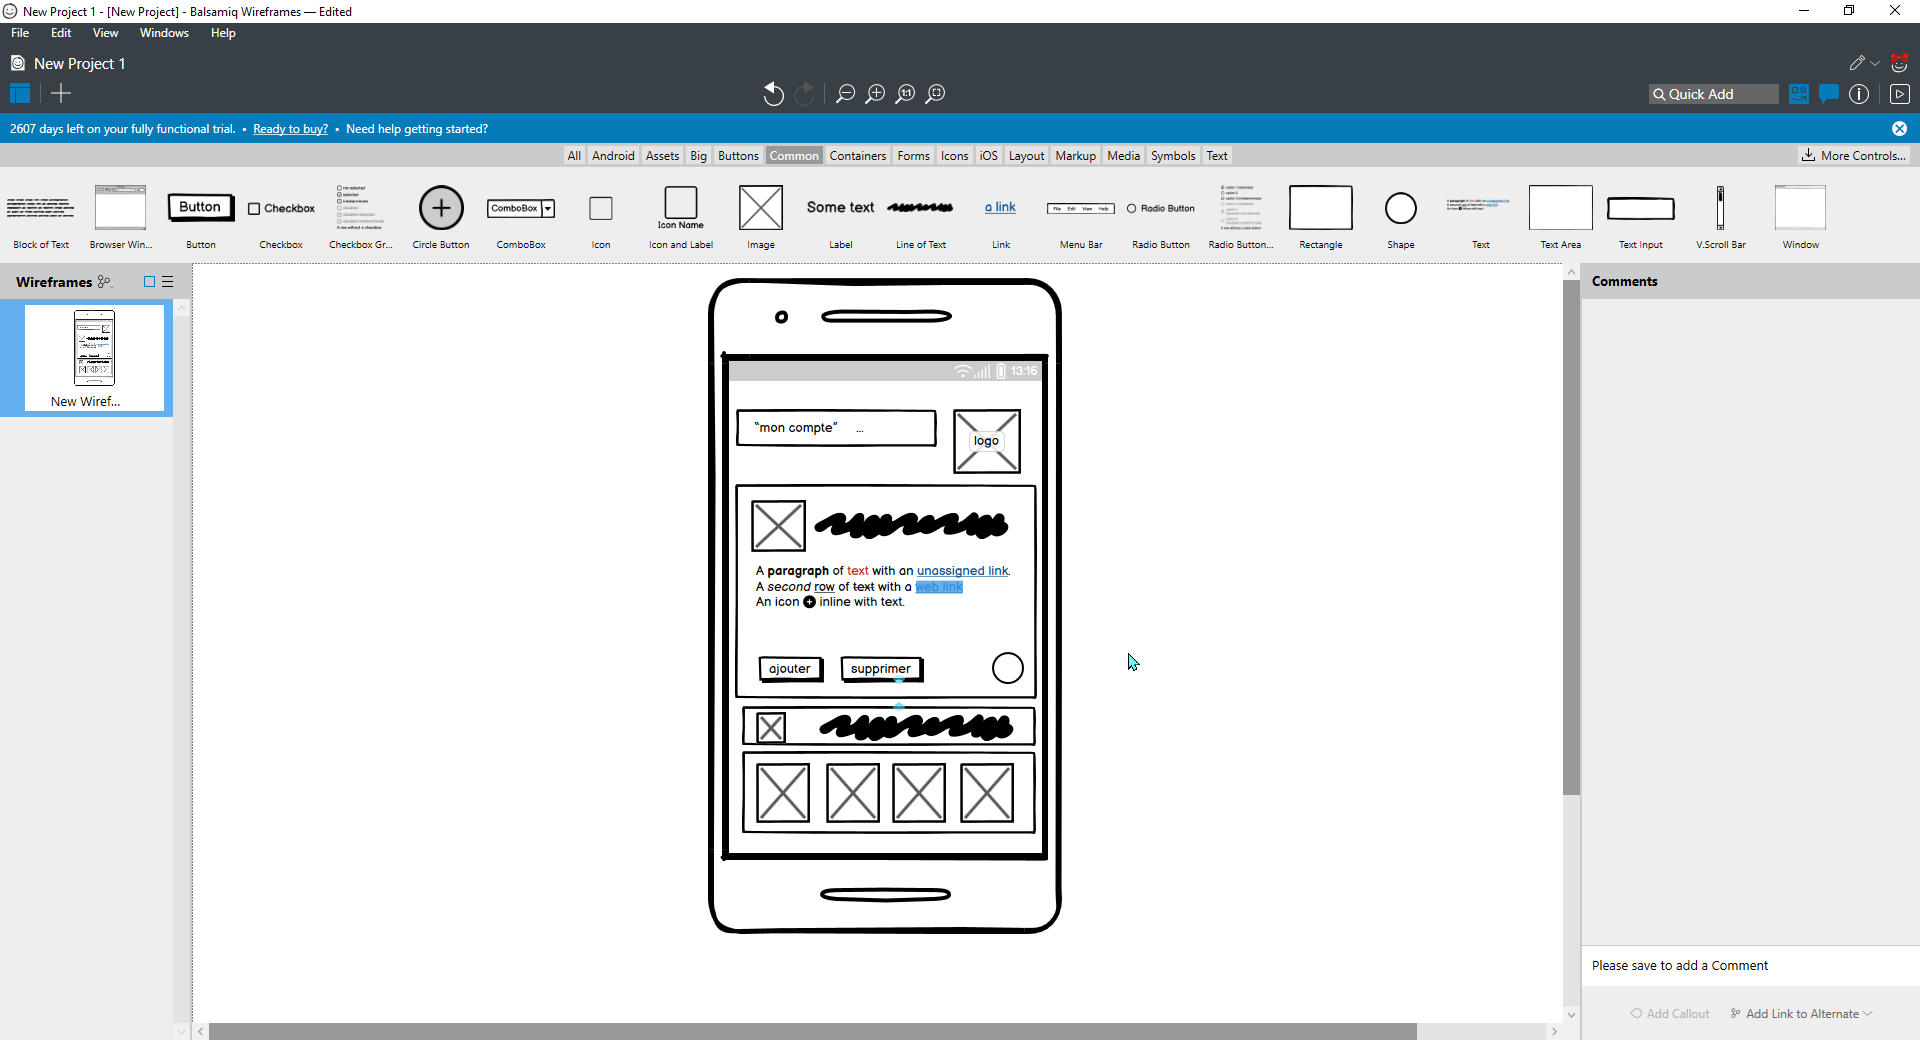 New Project 1 - [New Project] - Balsamiq Wireframes — Edited
File Edit View Windows Help
New Project 1
1:1
Quick Add
2607 days left on your fully functional trial. • Ready to buy? • Need help getting started?
All Android Assets Big Buttons Common Containers Forms Icons iOS Layout Markup Media Symbols Text
More Controls...
Button
Checkbox
ComboBox
Icon Name
Some text
a link
File Edit View Help
Radio Button
Block of Text
Browser Win...
Button
Checkbox
Checkbox Gr...
Circle Button
ComboBox
Icon
Icon and Label
Image
Label
Line of Text
Link
Menu Bar
Radio Button
Radio Button...
Rectangle
Shape
Text
Text Area
Text Input
V.Scroll Bar
Window
Wireframes
New Wiref...
13:16
"mon compte" ...
logo
A paragraph of text with an unassigned link.
A second row of text with a web link
An icon inline with text.
ajouter
supprimer
Comments
Please save to add a Comment
Add Callout
Add Link to Alternate